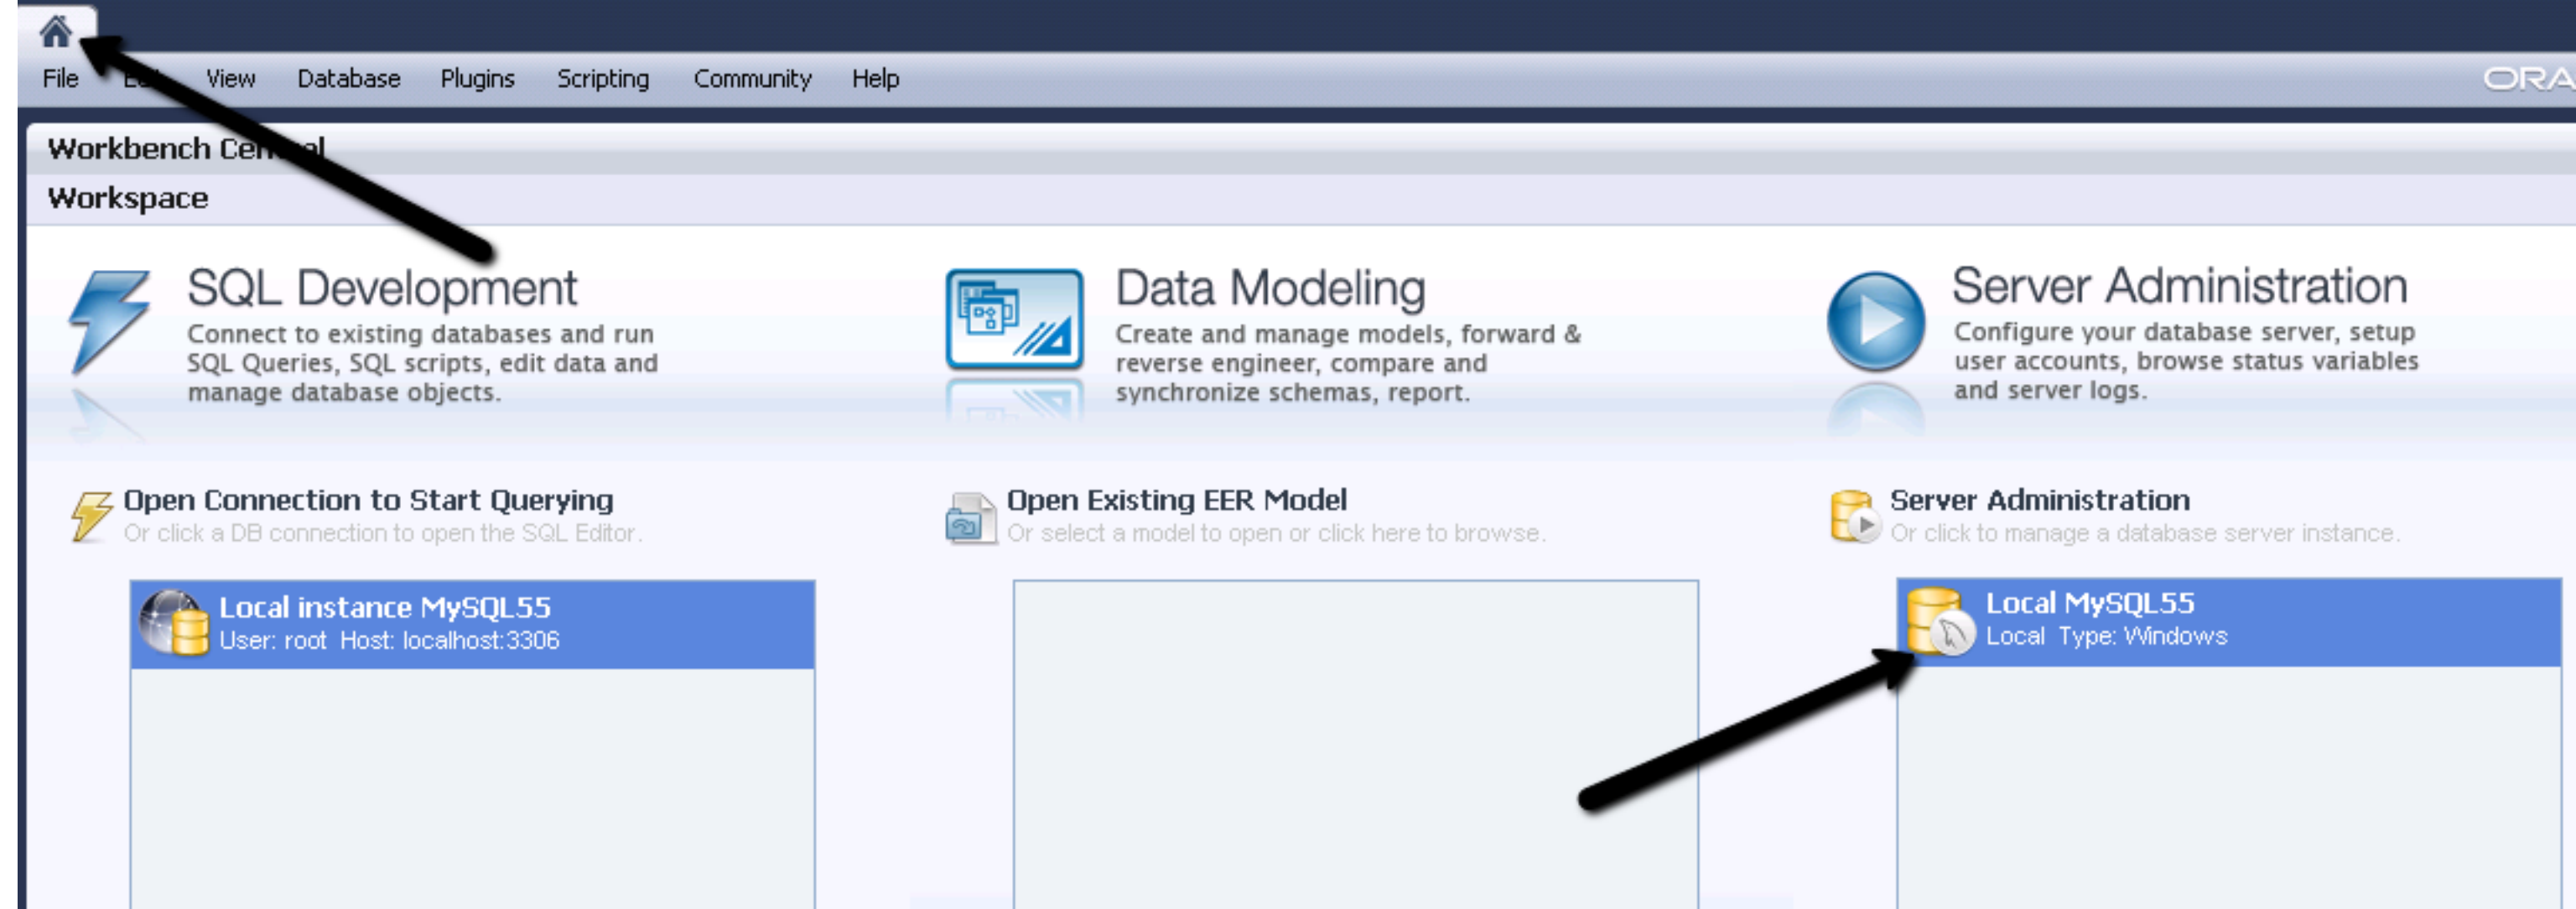 File View Database Plugins Scripting Community Help
Workbench Central
Workspace
SQL Development
Connect to existing databases and run
SQL Queries, SQL scripts, edit data and
manage database objects.
Data Modeling
Create and manage models, forward &
reverse engineer, compare and
synchronize schemas, report.
Server Administration
Configure your database server, setup
user accounts, browse status variables
and server logs.
Open Connection to Start Querying
Or click a DB connection to open the SQL Editor.
Local instance MySQL55
User: root Host: localhost:3306
Open Existing EER Model
Or select a model to open or click here to browse.
Server Administration
Or click to manage a database server instance.
Local MySQL55
Local Type: Windows